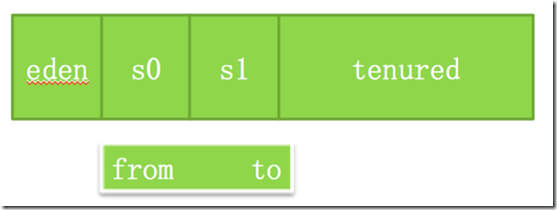 eden s0 s1 tenured
from to